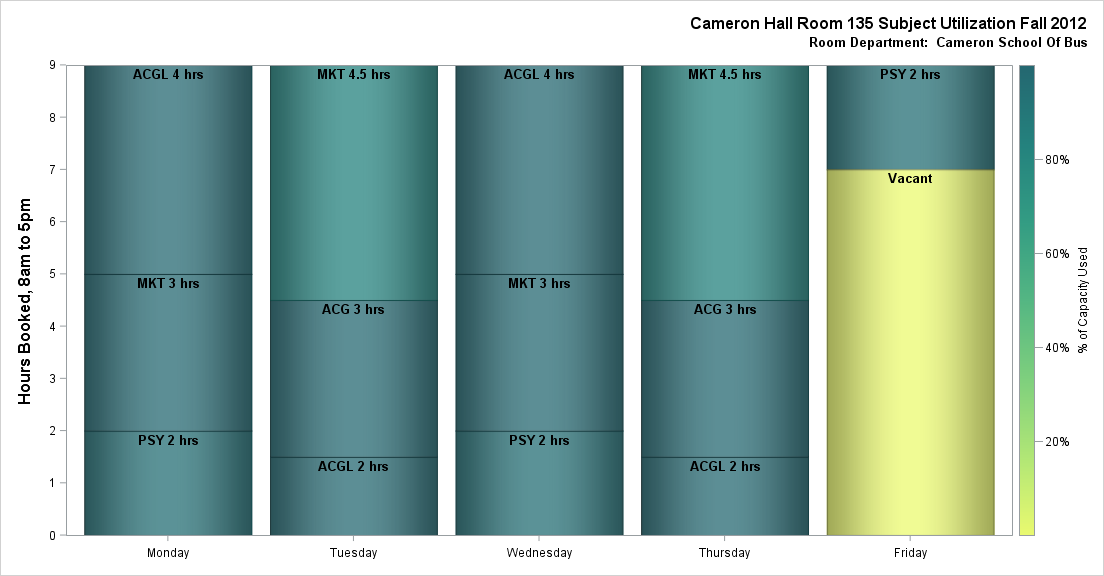 Cameron Hall Room 135 Subject Utilization Fall 2012
Room Department:  Cameron School Of Bus
Hours Booked, 8am to 5pm
9
8
7
6
5
4
3
2
1
0
ACGL 4 hrs
MKT 3 hrs
PSY 2 hrs
Monday
MKT 4.5 hrs
ACG 3 hrs
ACGL 2 hrs
Tuesday
ACGL 4 hrs
MKT 3 hrs
PSY 2 hrs
Wednesday
MKT 4.5 hrs
ACG 3 hrs
ACGL 2 hrs
Thursday
PSY 2 hrs
Vacant
Friday
80%
60%
40%
20%
% of Capacity Used